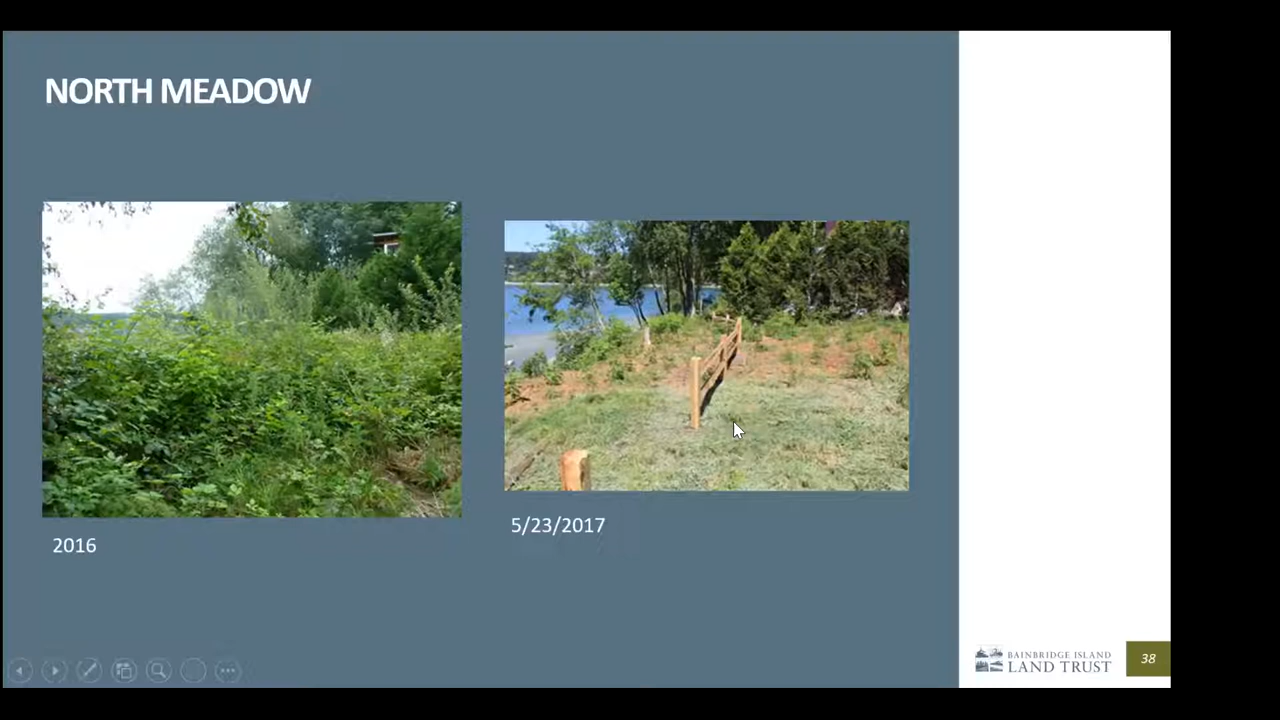 NORTH MEADOW
2016
5/23/2017
BAINBRIDGE ISLAND
LAND TRUST
38